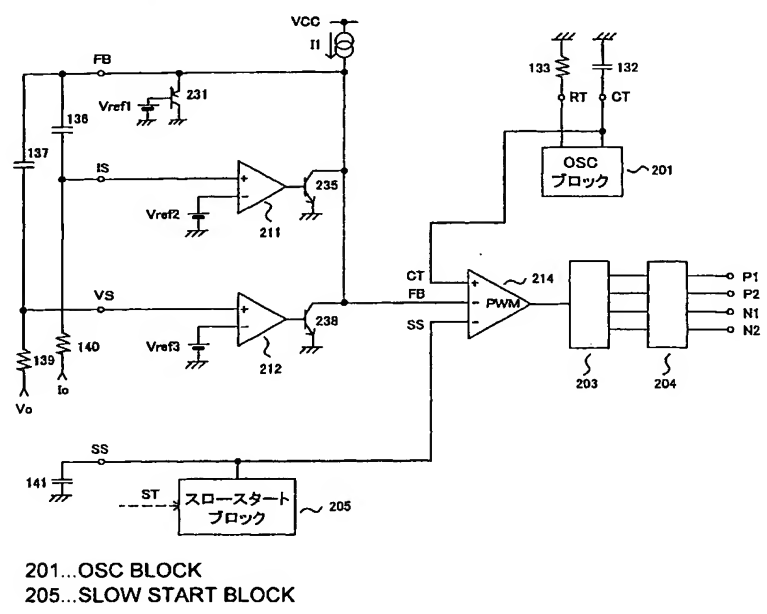 VCC
I1
FB
231
Vref1
136
137
IS
Vref2
211
235
VS
Vref3
212
238
139
140
Vo
Io
133
132
RT
CT
OSC
ブロック
201
CT
FB
SS
PWM
214
203
204
P1
P2
N1
N2
SS
141
ST
スロースタート
ブロック
205
201...OSC BLOCK
205...SLOW START BLOCK